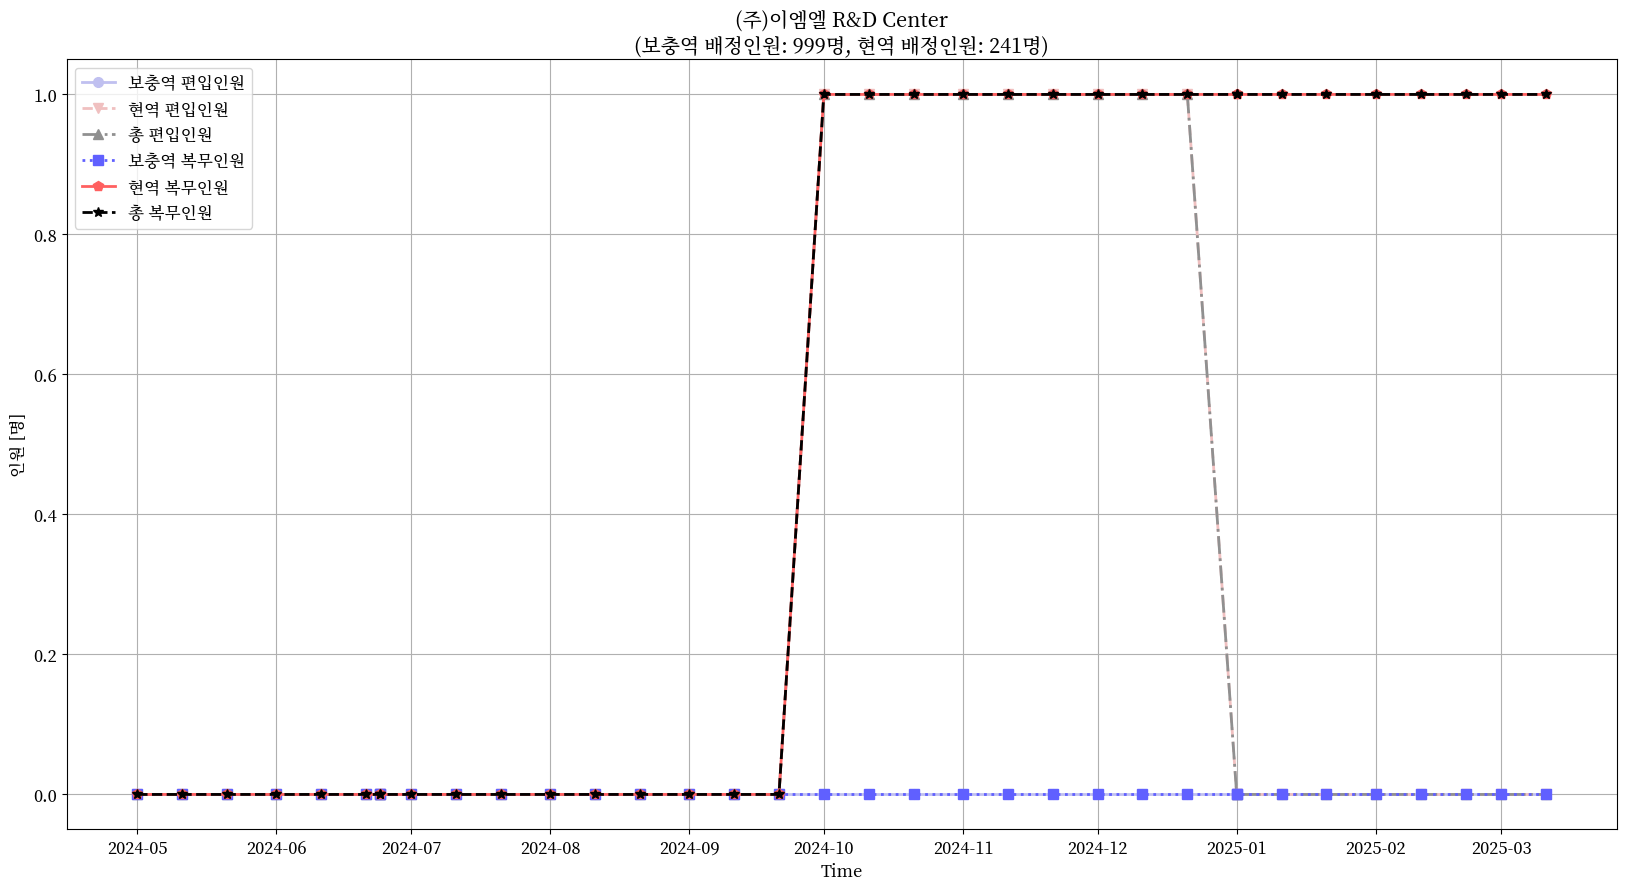 (주)이엠엘 R&D Center
(보충역 배정인원: 999명, 현역 배정인원: 241명)
보충역 편입인원
현역 편입인원
총 편입인원
보충역 복무인원
현역 복무인원
총 복무인원
인원 [명]
1.0
0.8
0.6
0.4
0.2
0.0
2024-05 2024-06 2024-07 2024-08 2024-09 2024-10 2024-11 2024-12 2025-01 2025-02 2025-03
Time